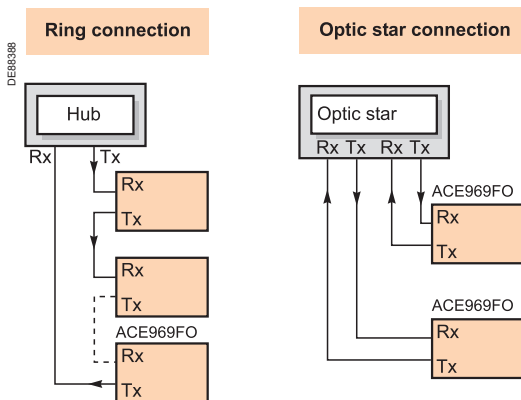 Ring connection
DE88388
Hub
Rx Tx
Rx
Tx
Rx
Tx
ACE969FO
Rx
Tx
Optic star connection
Optic star
Rx Tx Rx Tx
ACE969FO
Rx
Tx
ACE969FO
Rx
Tx